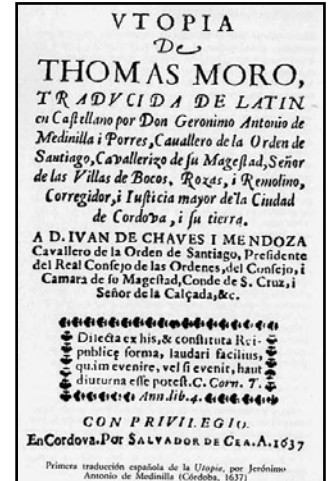 VTOPIA
De
THOMAS MORO,
TRADVCIDA DE LATIN
en Caſtellano por Don Geronimo Antonio de
Medinilla i Porres, Cauallero de la Orden de
Santiago, Cavallerizo de ſu Mageſtad, Señor
de las Villas de Bocos, Rozas, i Remolino,
Corregidor, i Iuſticia mayor de la Ciudad
de Cordova, i ſu tierra.
A D. IVAN DE CHAVES I MENDOZA
Cavallero de la Orden de Santiago, Preſidente
del Real Conſejo de las Ordenes, del Conſejo, i
Camara de ſu Mageſtad, Conde de S. Cruz, i
Señor de la Calçada, &c.
Dilecta ex his, & conſtituta Rei-
publicę forma, laudari facilius,
quam evenire, vel ſi evenit, haut
diuturna eſſe poteſt. C. Corn. T.
Ann. lib. 4.
CON PRIVILEGIO.
En Cordova. Por SALVADOR DE CEA. A. 1637
Primera traducción española de la Utopia, por Jerónimo
Antonio de Medinilla (Córdoba, 1637)